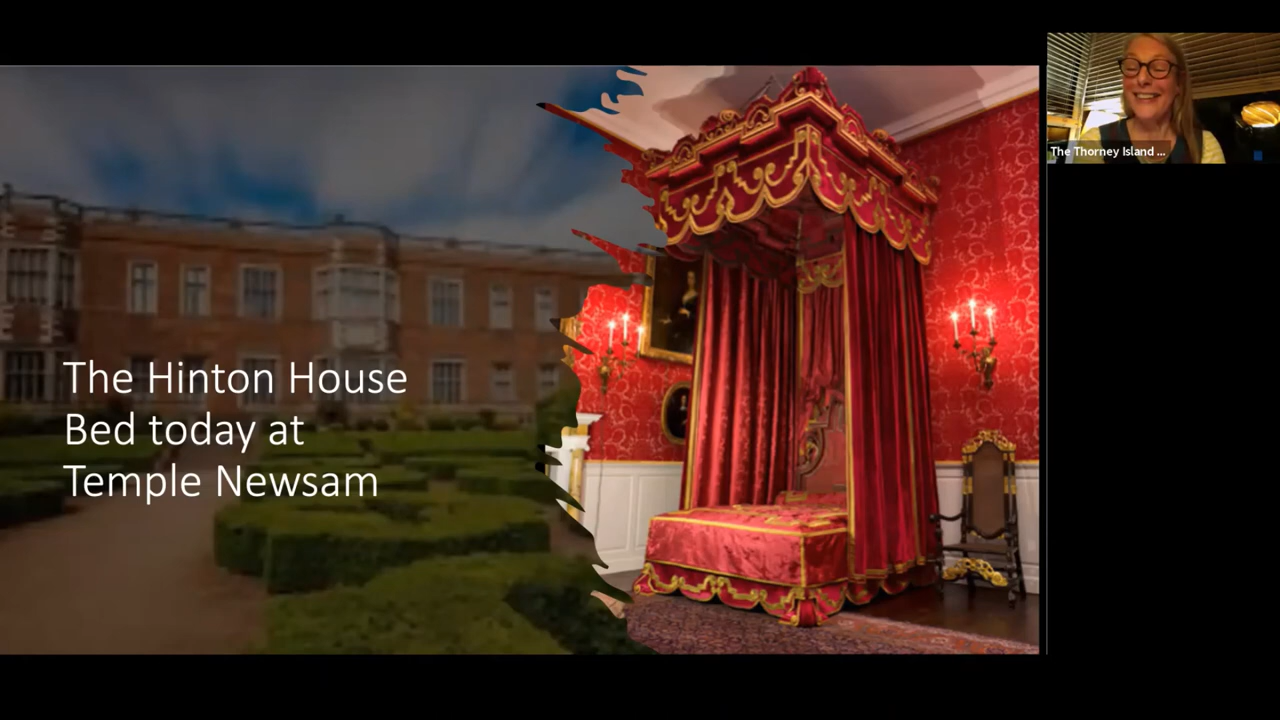 The Hinton House
Bed today at
Temple Newsam
The Thorney Island ...